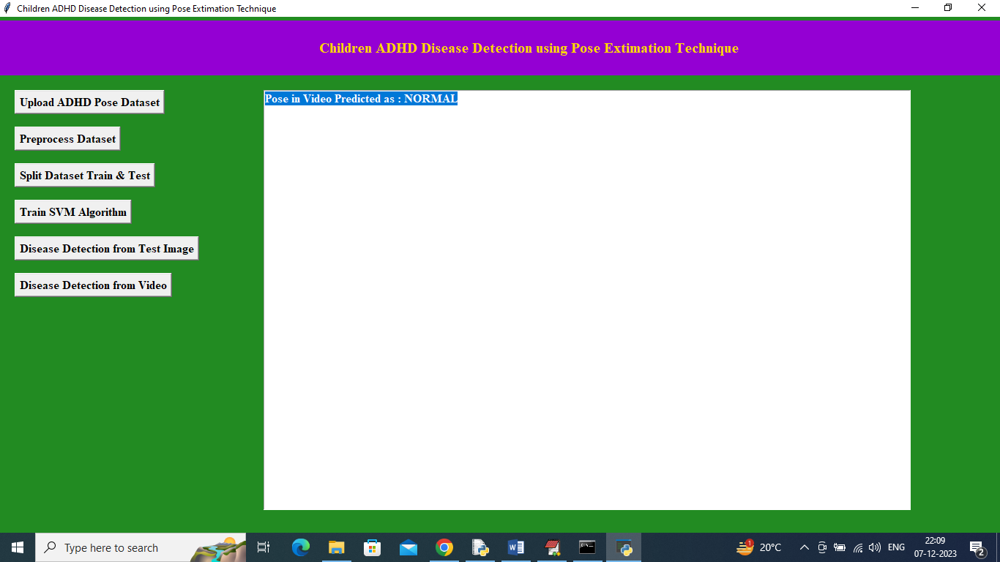 Children ADHD Disease Detection using Pose Extimation Technique
Children ADHD Disease Detection using Pose Extimation Technique
Upload ADHD Pose Dataset
Pose in Video Predicted as : NORMAL
Preprocess Dataset
Split Dataset Train & Test
Train SVM Algorithm
Disease Detection from Test Image
Disease Detection from Video
Type here to search
1
20°C
ENG
22:09
07-12-2023
2